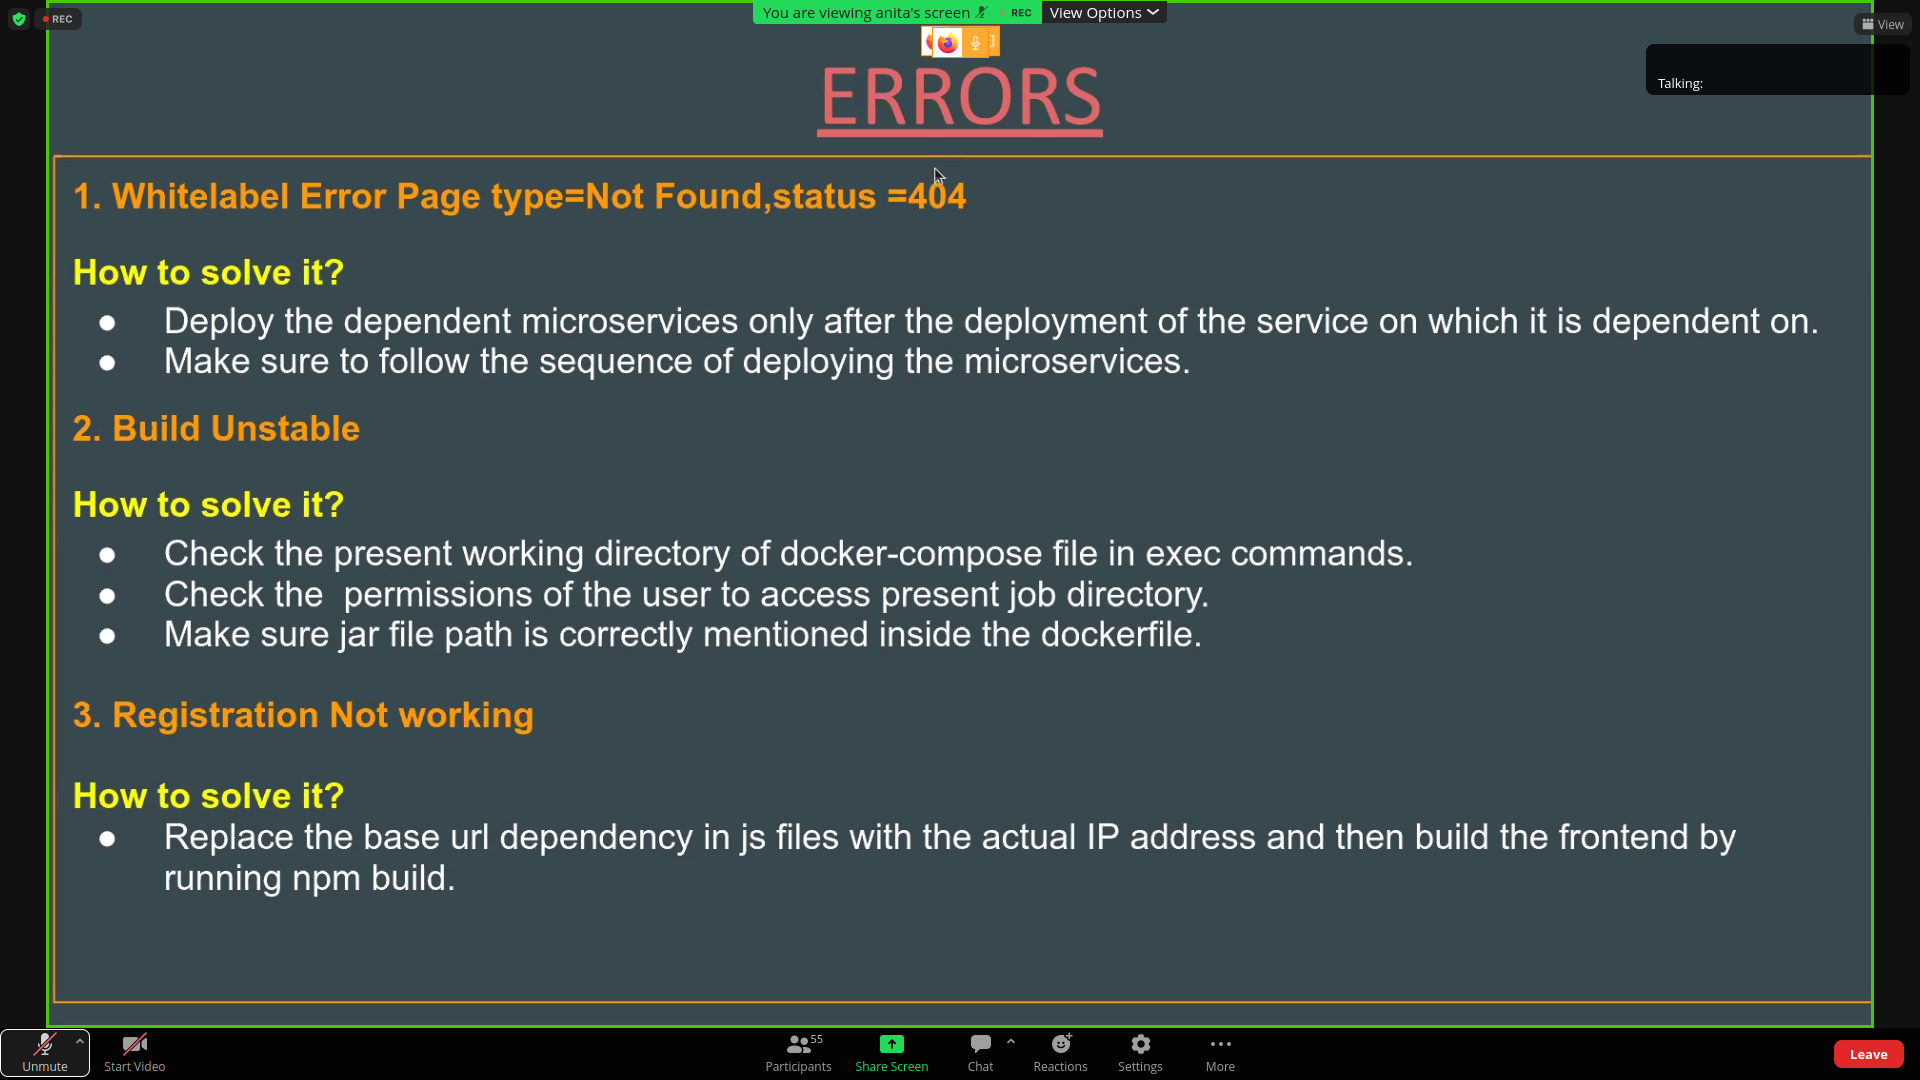 REC
You are viewing anita's screen
REC
View Options
View
Talking:
ERRORS
1. Whitelabel Error Page type=Not Found,status =404
How to solve it?
● Deploy the dependent microservices only after the deployment of the service on which it is dependent on.
● Make sure to follow the sequence of deploying the microservices.
2. Build Unstable
How to solve it?
● Check the present working directory of docker-compose file in exec commands.
● Check the  permissions of the user to access present job directory.
● Make sure jar file path is correctly mentioned inside the dockerfile.
3. Registration Not working
How to solve it?
● Replace the base url dependency in js files with the actual IP address and then build the frontend by
running npm build.
Unmute
Start Video
55
Participants
Share Screen
Chat
Reactions
Settings
More
Leave